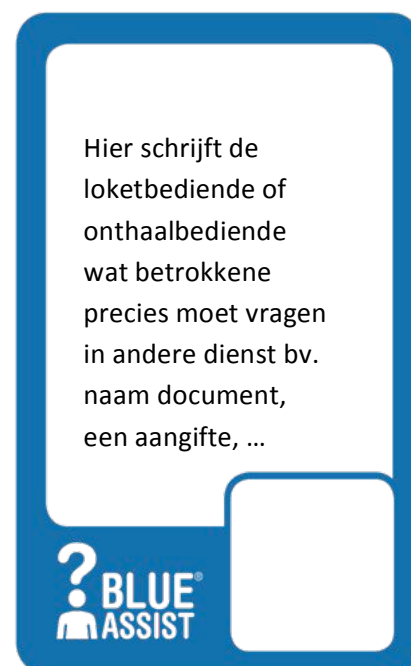 Hier schrijft de
loketbediende of
onthaalbediende
wat betrokkene
precies moet vragen
in andere dienst bv.
naam document,
een aangifte, …
? BLUE®
ASSIST